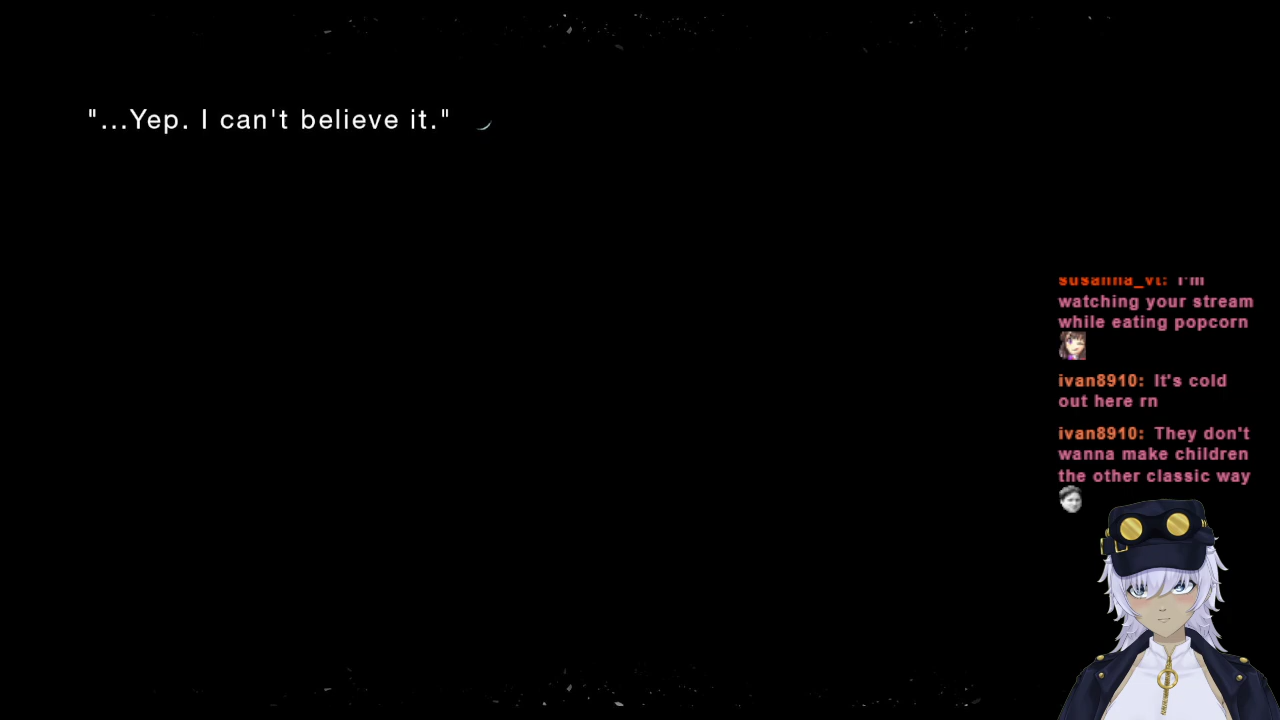 "...Yep. I can't believe it."
susanna_vt: I'm
watching your stream
while eating popcorn
ivan8910: It's cold
out here rn
ivan8910: They don't
wanna make children
the other classic way